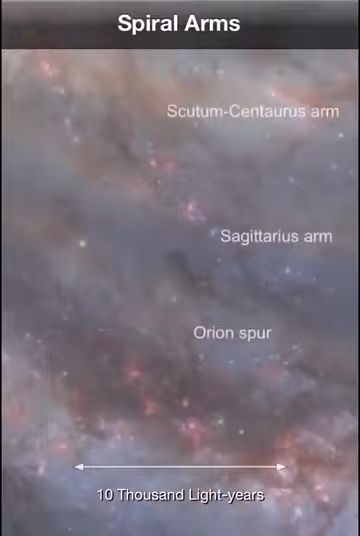 Spiral Arms
Scutum-Centaurus arm
Sagittarius arm
Orion spur
10 Thousand Light-years